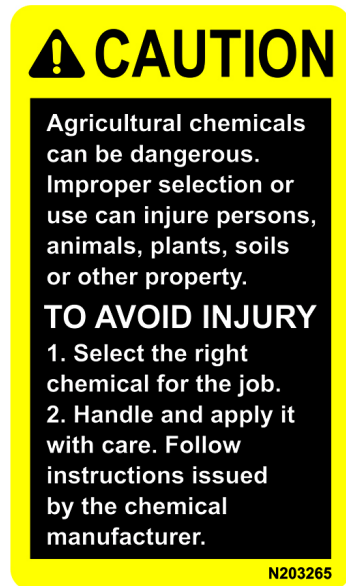 CAUTION
Agricultural chemicals
can be dangerous.
Improper selection or
use can injure persons,
animals, plants, soils
or other property.
TO AVOID INJURY
1. Select the right
chemical for the job.
2. Handle and apply it
with care. Follow
instructions issued
by the chemical
manufacturer.
N203265